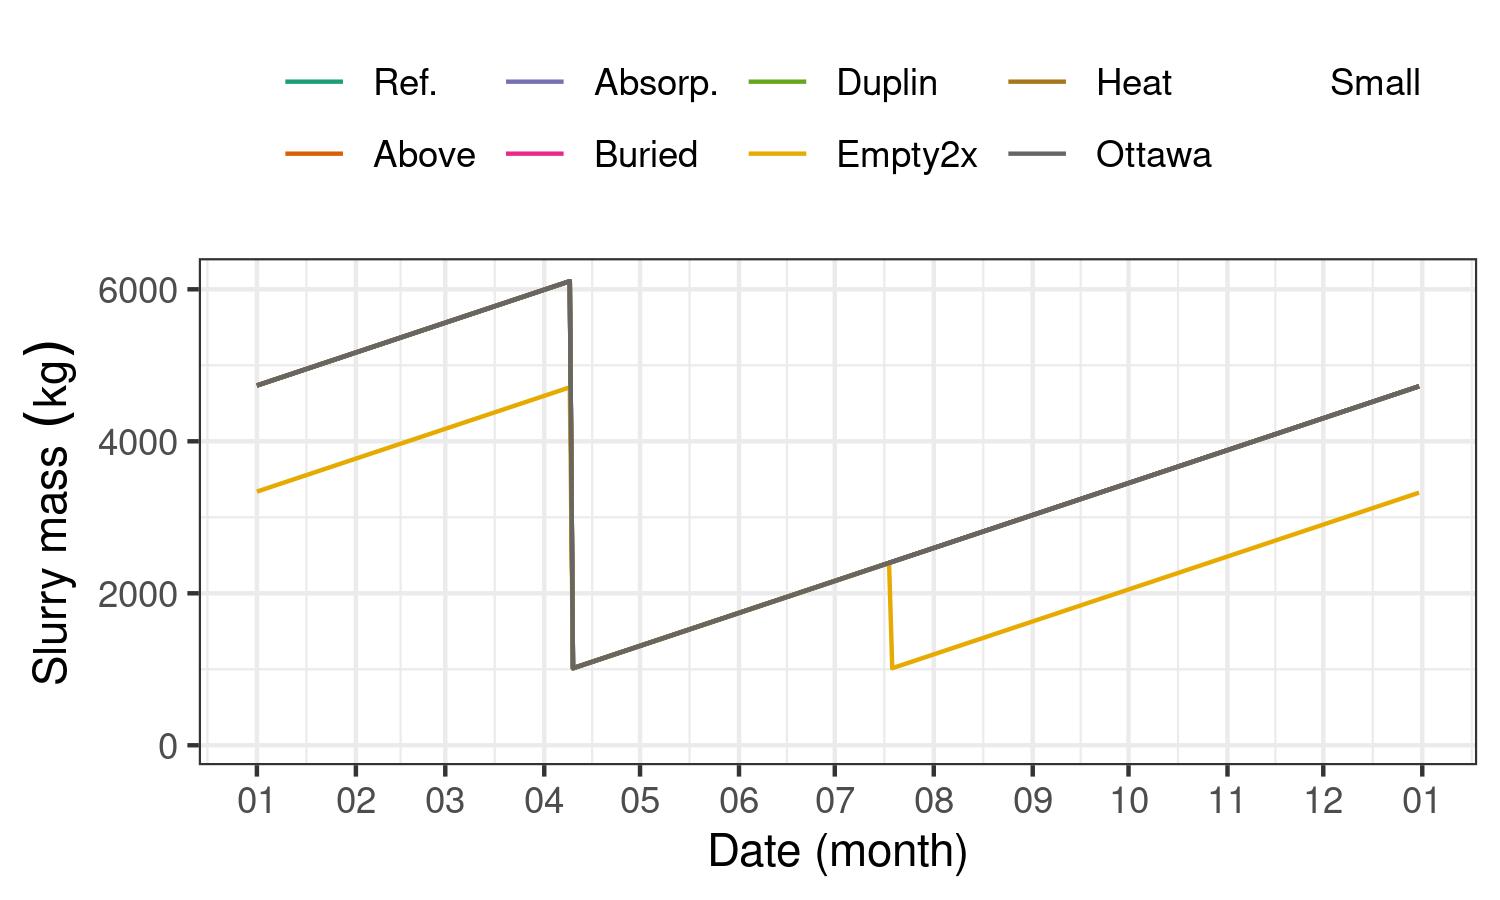 Ref. Absorp. Duplin Heat Small
Above Buried Empty2x Ottawa
6000
4000
2000
0
Slurry mass (kg)
01 02 03 04 05 06 07 08 09 10 11 12 01
Date (month)